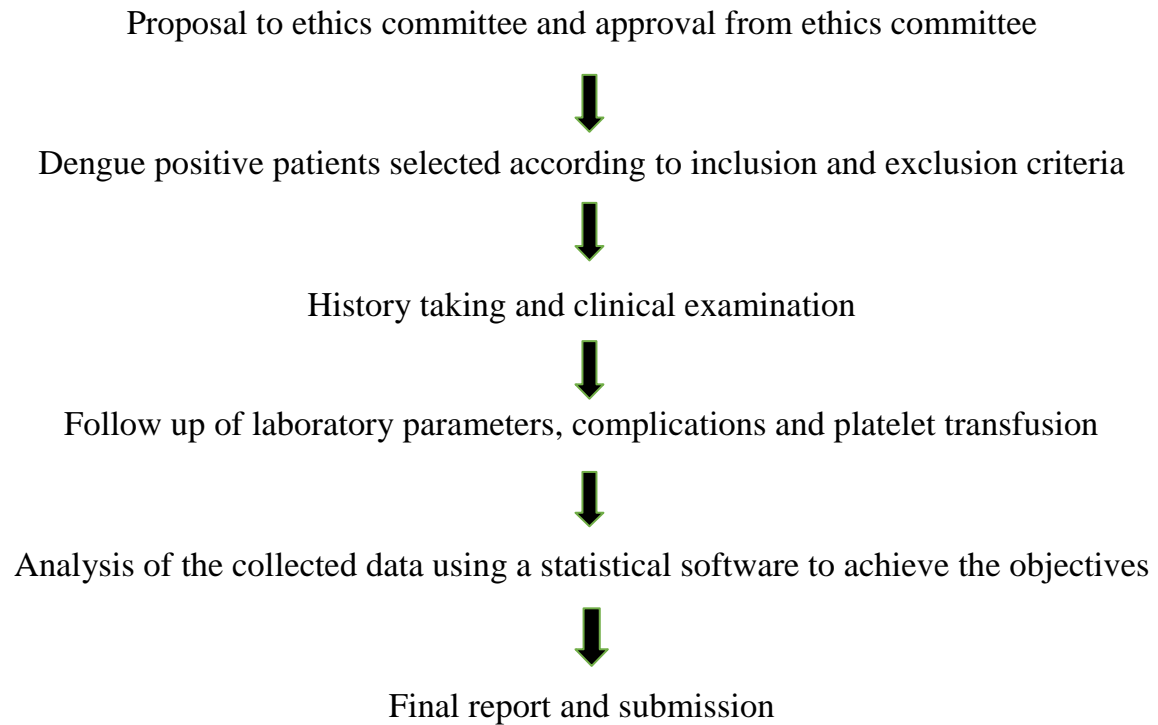 Proposal to ethics committee and approval from ethics committee
Dengue positive patients selected according to inclusion and exclusion criteria
History taking and clinical examination
Follow up of laboratory parameters, complications and platelet transfusion
Analysis of the collected data using a statistical software to achieve the objectives
Final report and submission